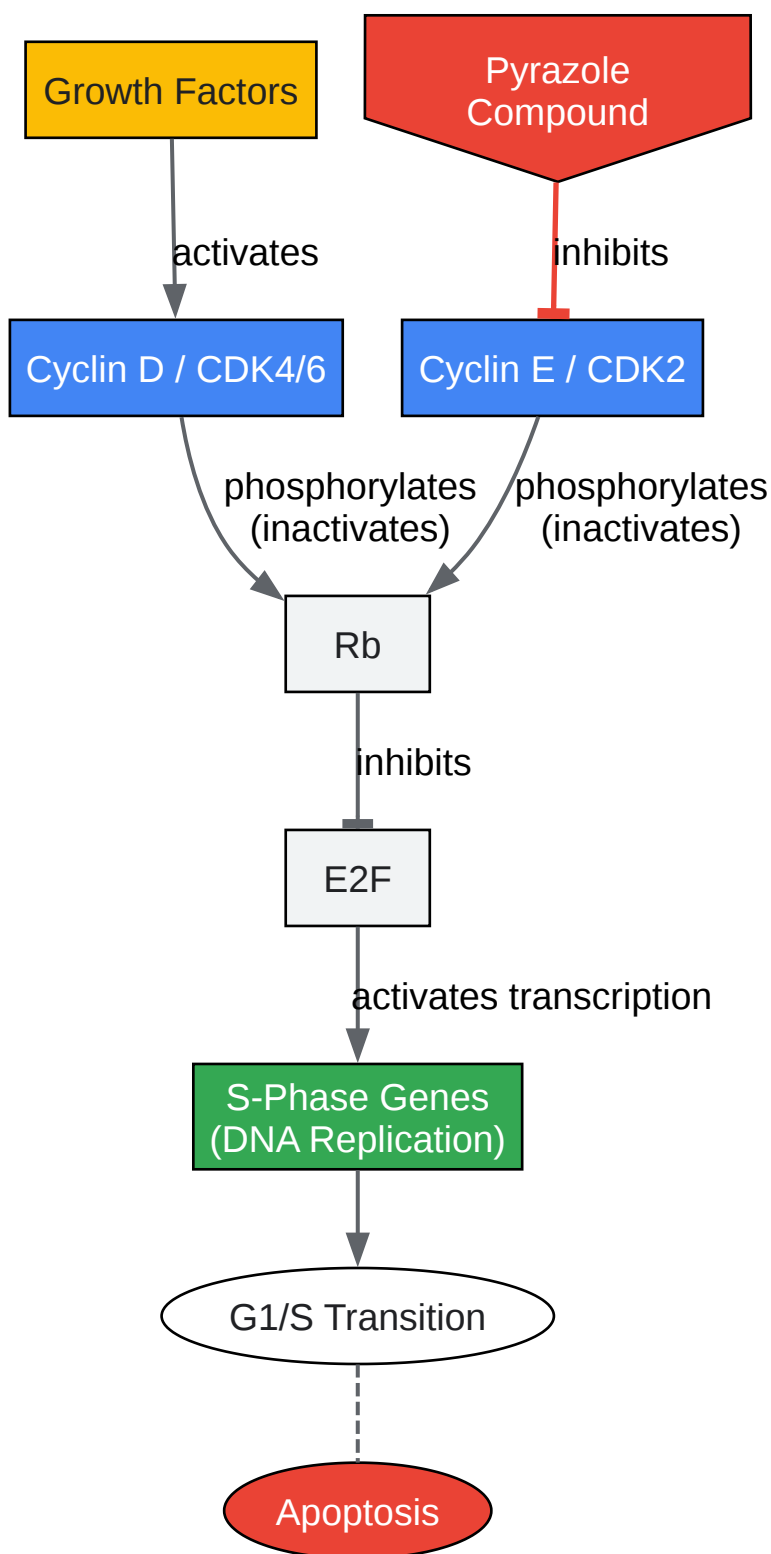 Growth Factors
Pyrazole
Compound
activates
inhibits
Cyclin D / CDK4/6
Cyclin E / CDK2
phosphorylates
(inactivates)
phosphorylates
(inactivates)
Rb
inhibits
E2F
activates transcription
S-Phase Genes
(DNA Replication)
G1/S Transition
Apoptosis